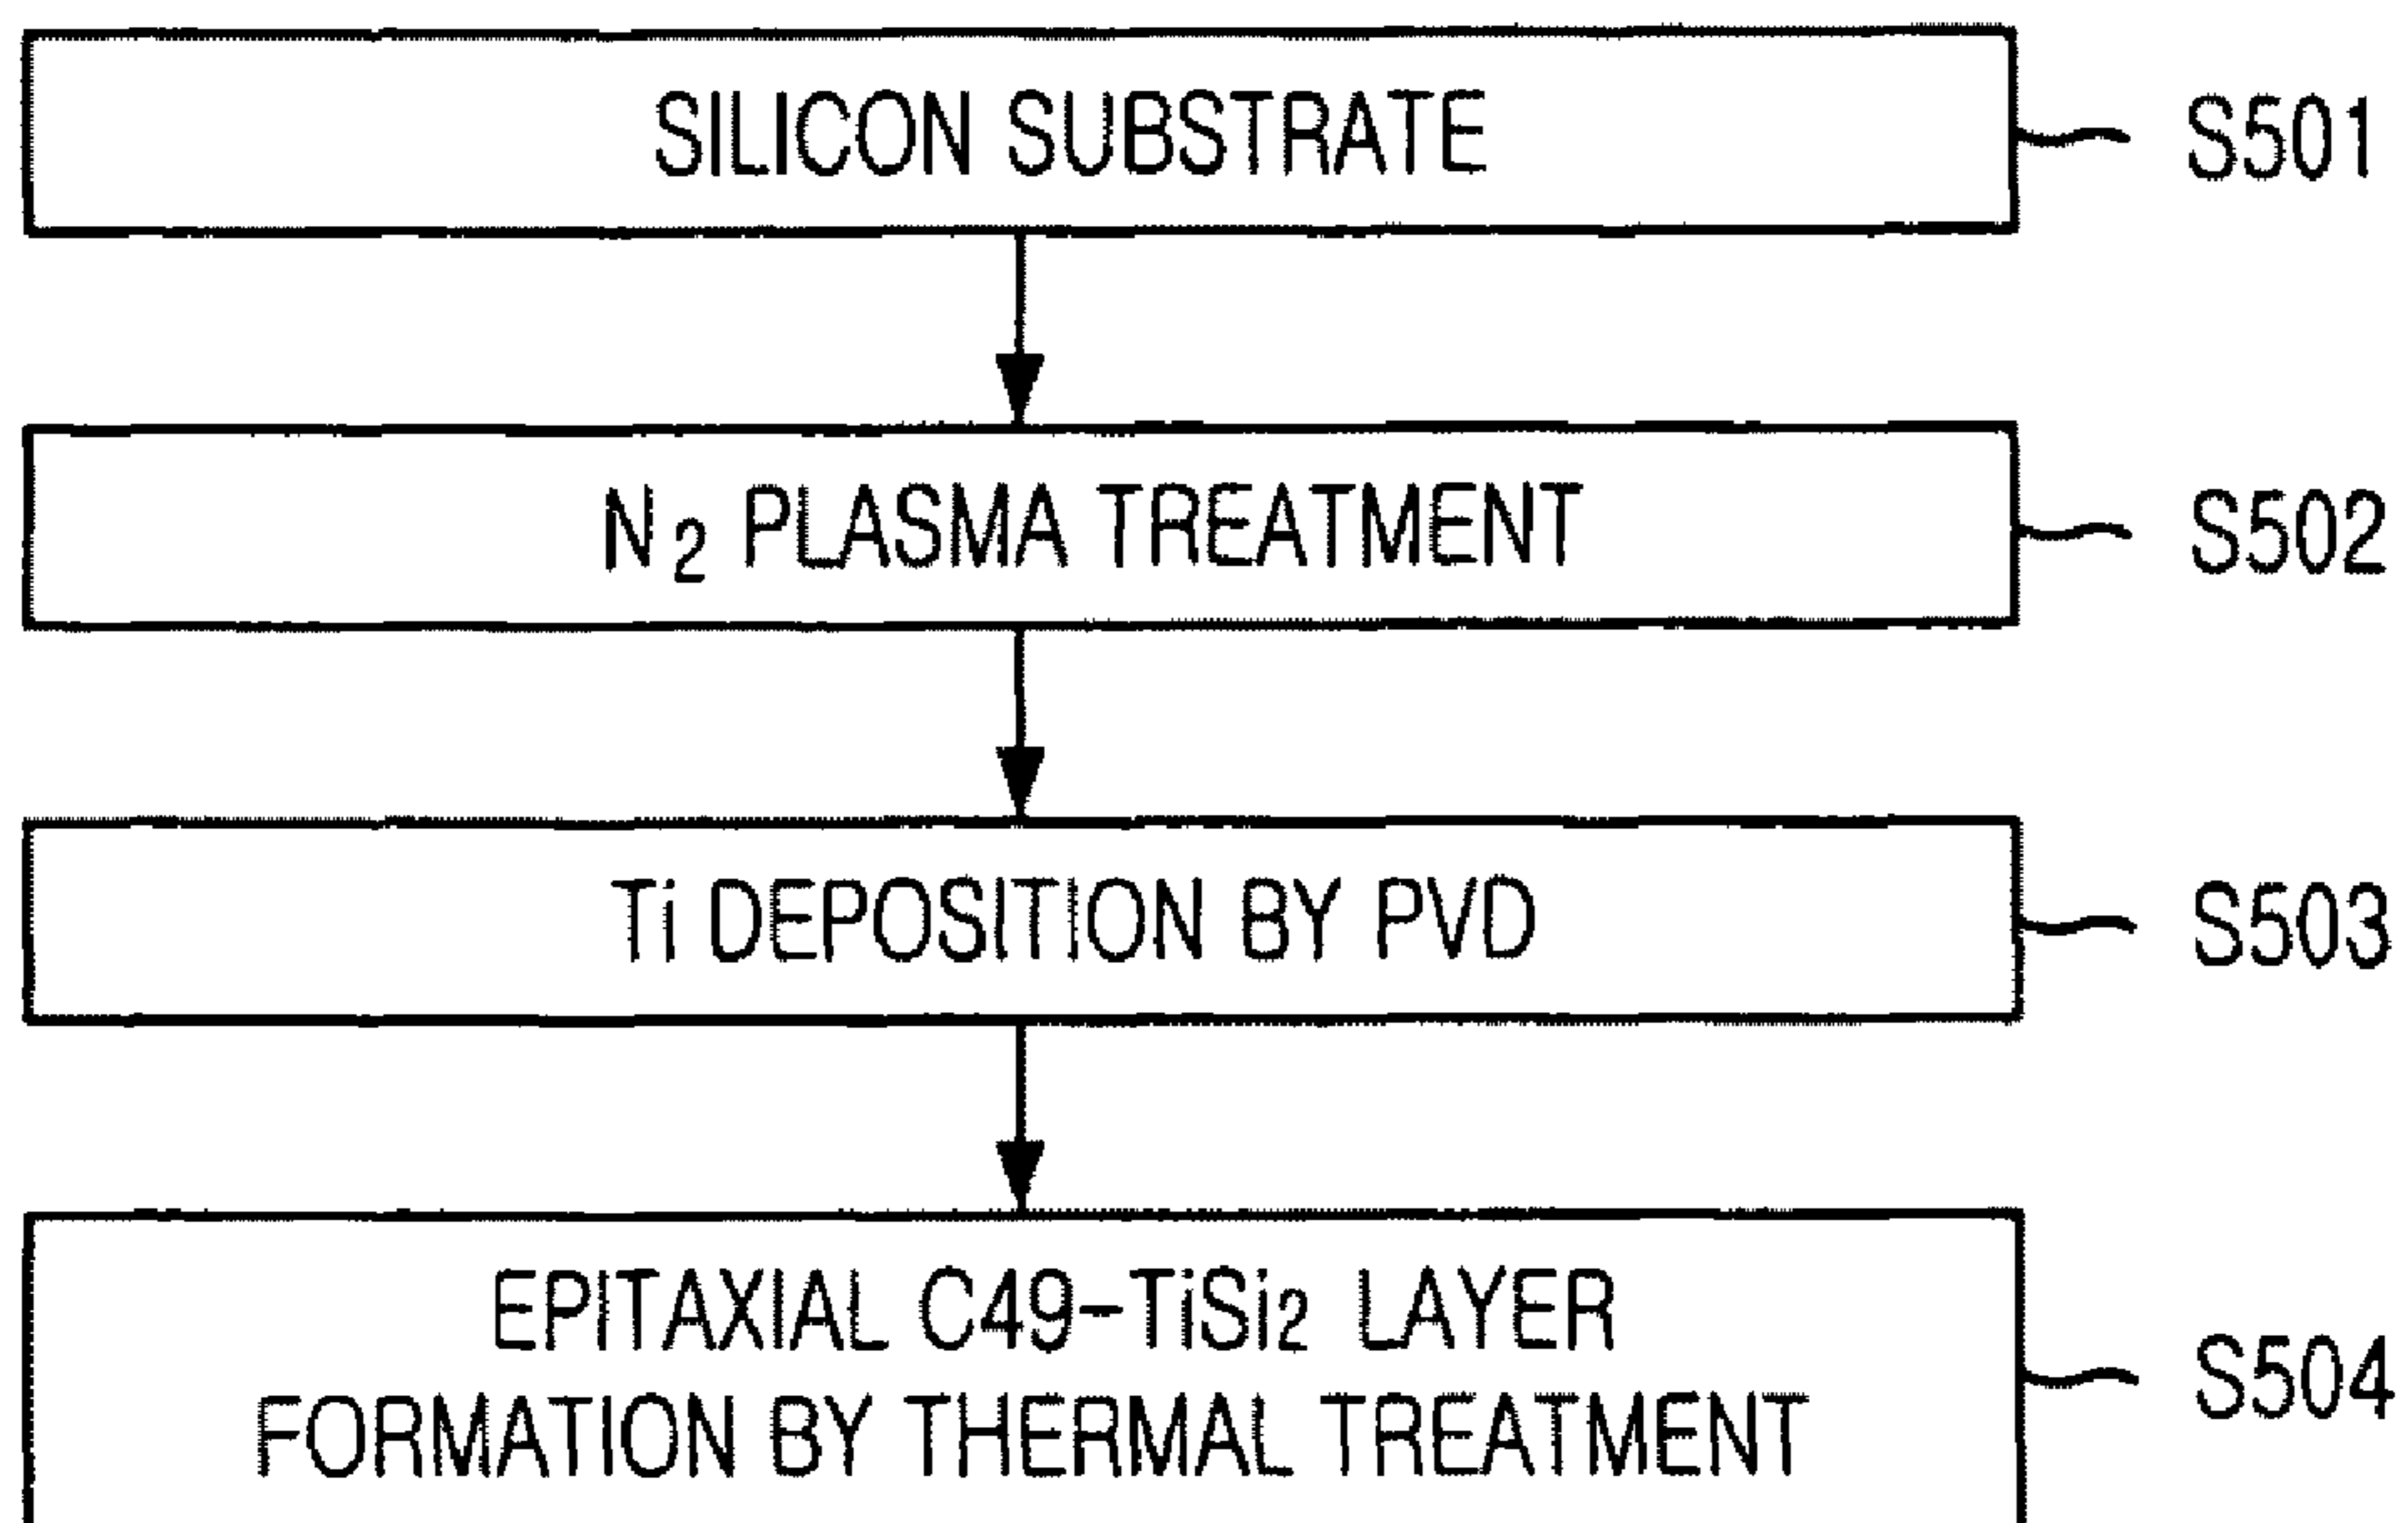 SILICON SUBSTRATE
S501
N2 PLASMA TREATMENT
S502
Ti DEPOSITION BY PVD
S503
EPITAXIAL C49-TiSi2 LAYER
FORMATION BY THERMAL TREATMENT
S504